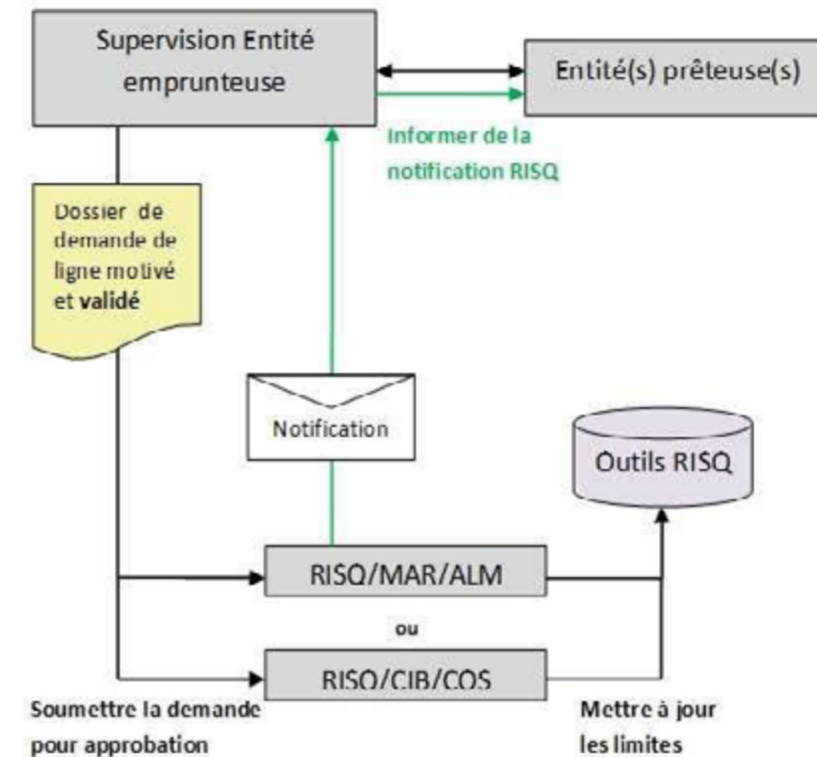 Supervision Entité
emprunteuse
Entité(s) prêteuse(s)
Informer de la
notification RISQ
Dossier de
demande de
ligne motivé
et validé
Notification
Outils RISQ
RISQ/MAR/ALM
ou
RISQ/CIB/COS
Soumettre la demande
pour approbation
Mettre à jour
les limites